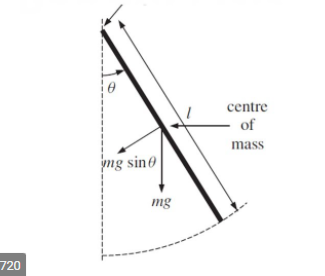 θ
l
centre
of
mass
mg sin θ
mg
720